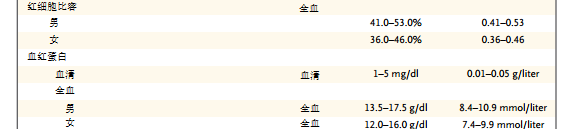 红细胞比容 全血
男 41.0–53.0% 0.41–0.53
女 36.0–46.0% 0.36–0.46
血红蛋白
血清 血清 1–5 mg/dl 0.01–0.05 g/liter
全血
男 全血 13.5–17.5 g/dl 8.4–10.9 mmol/liter
女 全血 12.0–16.0 g/dl 7.4–9.9 mmol/liter